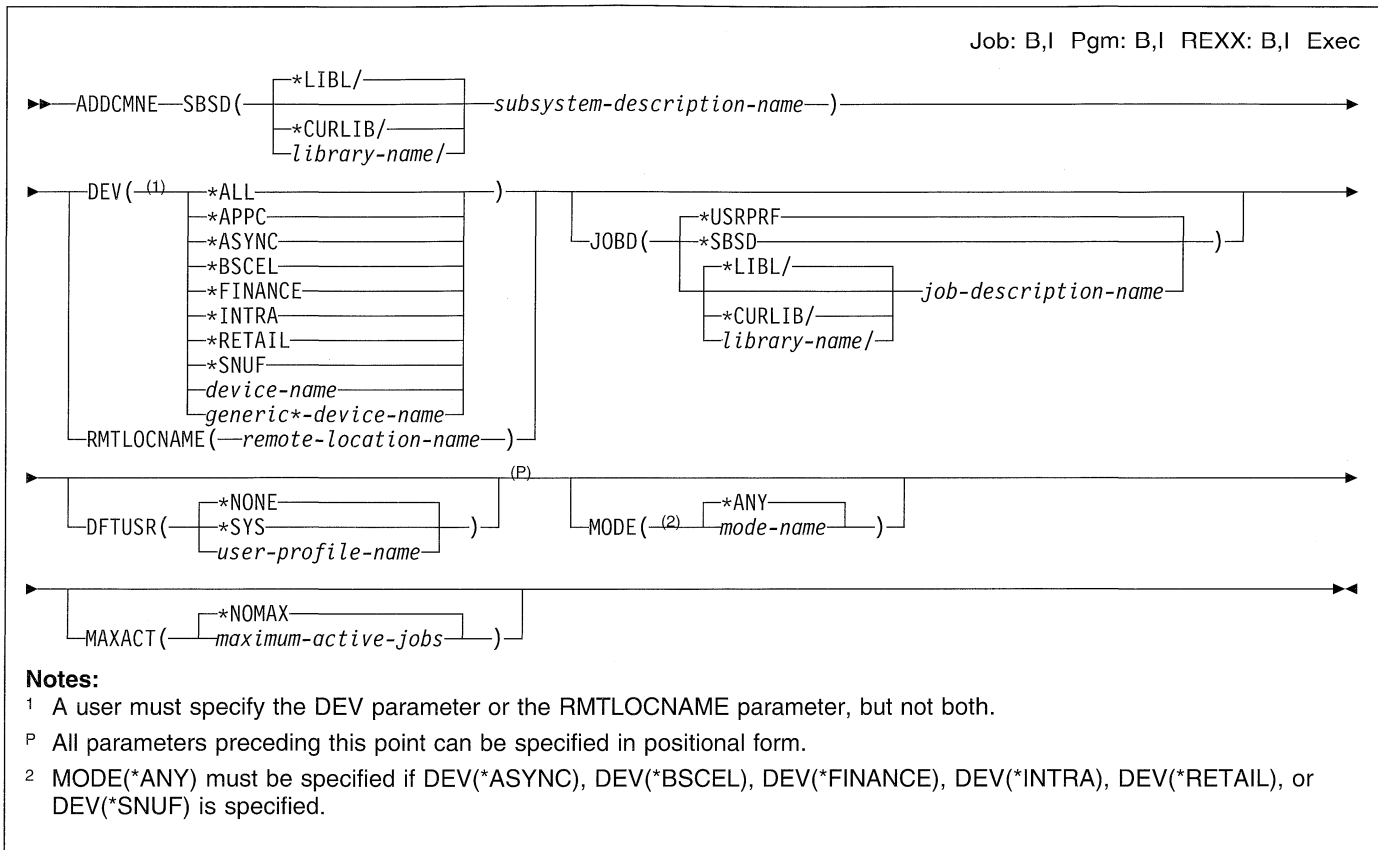 Job: B,I Pgm: B,I REXX: B,I Exec
*LIBL/
ADDCMNE SBSD( subsystem-description-name )
*CURLIB/
library-name/
DEV( (1) *ALL )
*APPC *USRPRF
*ASYNC JOBD( *SBSD )
*BSCEL *LIBL/
*FINANCE job-description-name
*INTRA *CURLIB/
*RETAIL library-name/
*SNUF
device-name
generic*-device-name
RMTLOCNAME( remote-location-name )
(P)
*NONE *ANY
DFTUSR( *SYS ) MODE( (2) mode-name )
user-profile-name
*NOMAX
MAXACT( maximum-active-jobs )
Notes:
1 A user must specify the DEV parameter or the RMTLOCNAME parameter, but not both.
P All parameters preceding this point can be specified in positional form.
2 MODE(*ANY) must be specified if DEV(*ASYNC), DEV(*BSCEL), DEV(*FINANCE), DEV(*INTRA), DEV(*RETAIL), or
DEV(*SNUF) is specified.